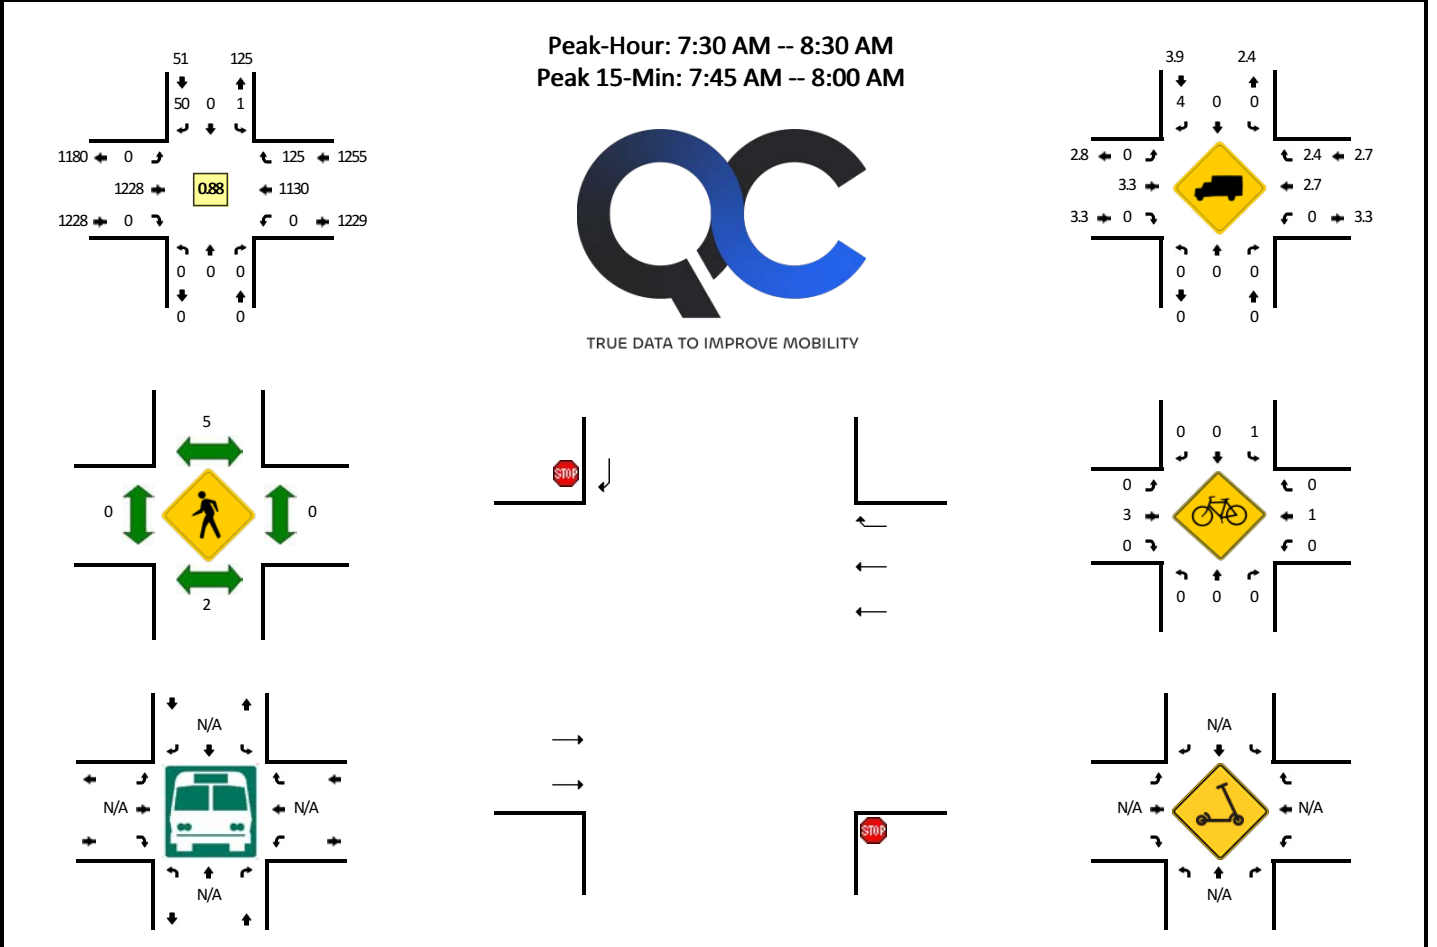 Peak-Hour: 7:30 AM -- 8:30 AM
Peak 15-Min: 7:45 AM -- 8:00 AM
51 125
50 0 1
1180 0 125 1255
1228 0.88 1130
1228 0 0 1229
0 0 0
0 0
QC
TRUE DATA TO IMPROVE MOBILITY
3.9 2.4
4 0 0
2.8 0 2.4 2.7
3.3 2.7
3.3 0 0 3.3
0 0 0
0 0
5
0 0
2
STOP
STOP
0 0 1
0 0
3 1
0 0
0 0 0
N/A
N/A N/A
N/A
N/A
N/A N/A
N/A